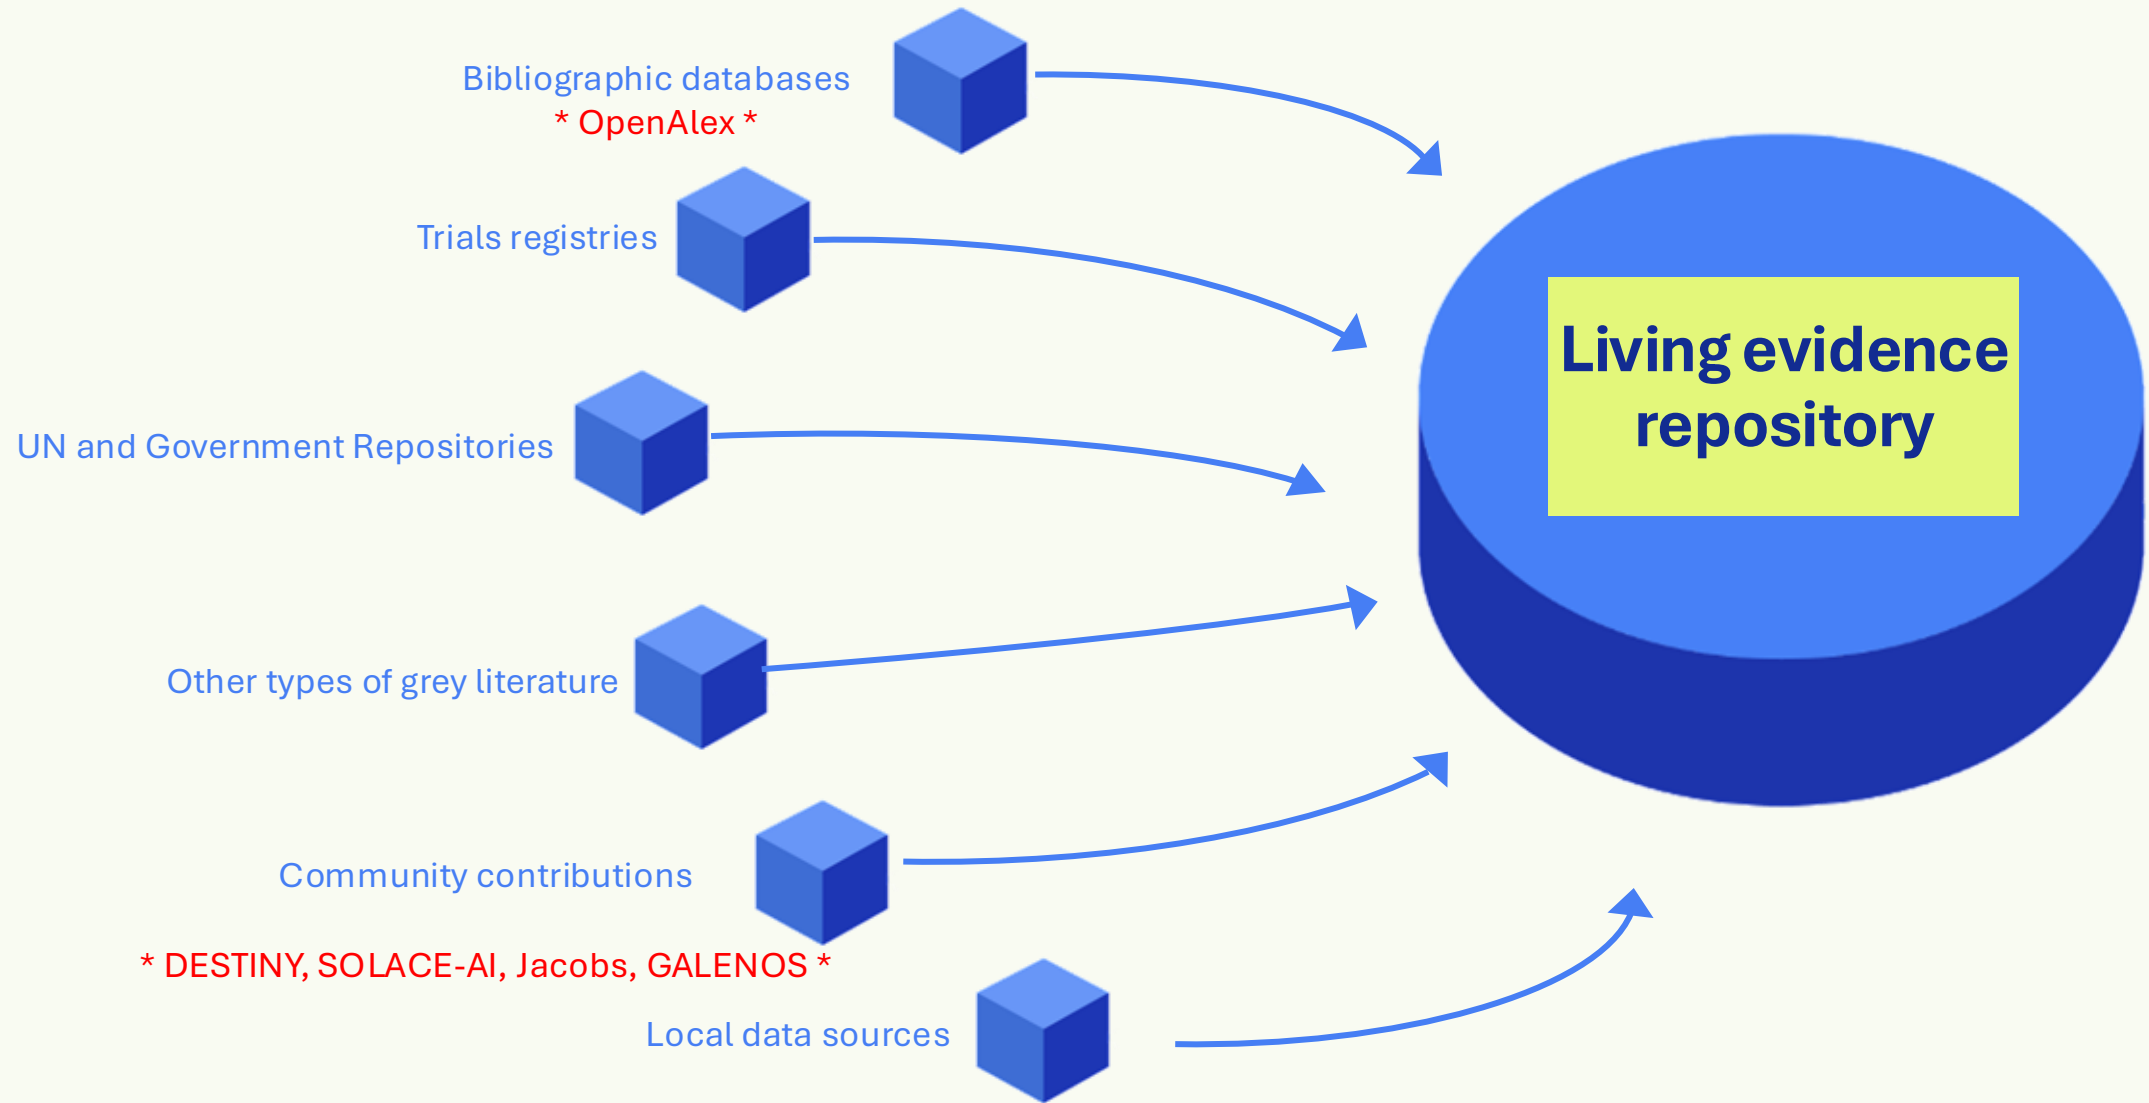 Bibliographic databases
* OpenAlex *
Trials registries
Living evidence
repository
UN and Government Repositories
Other types of grey literature
Community contributions
* DESTINY, SOLACE-AI, Jacobs, GALENOS *
Local data sources